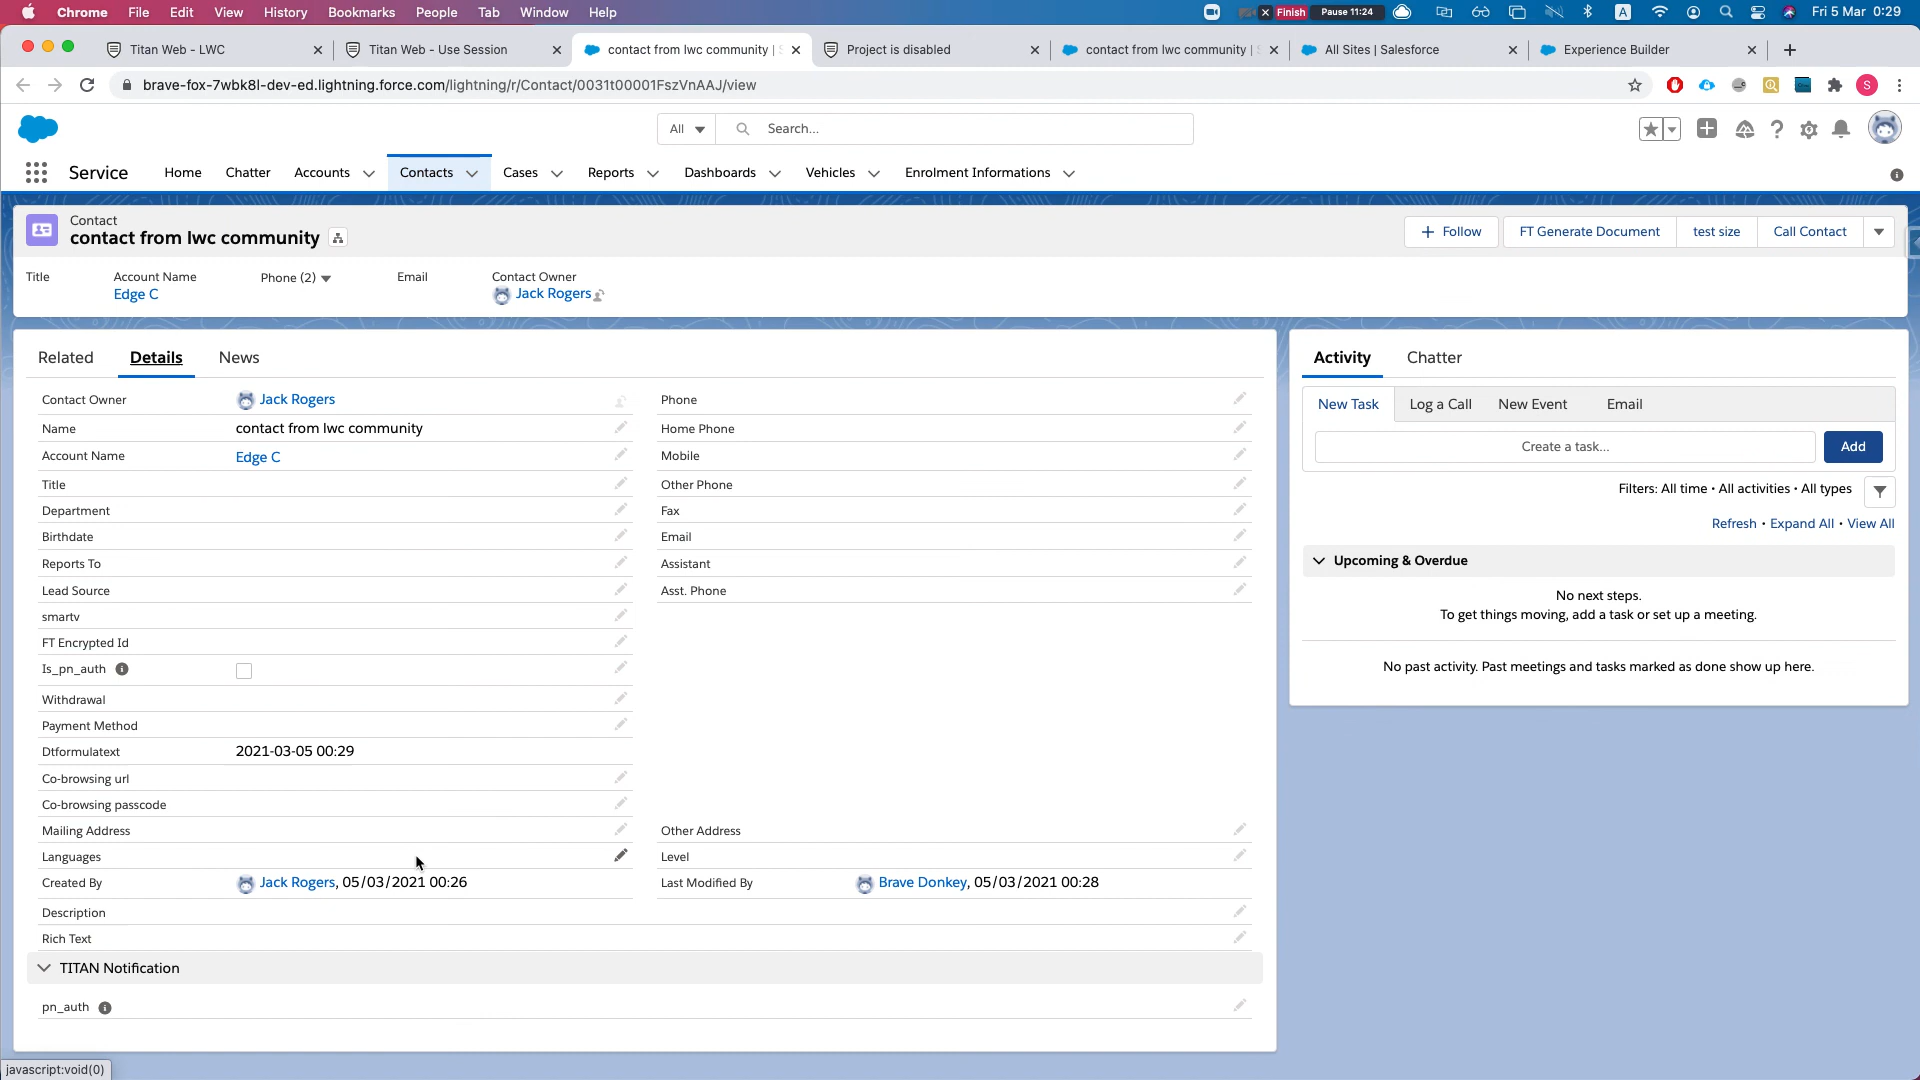 Chrome File Edit View History Bookmarks People Tab Window Help Finish Pause 11:24 A Fri 5 Mar 0:29
Titan Web - LWC
Titan Web - Use Session
contact from lwc community |
Project is disabled
contact from lwc community |
All Sites | Salesforce
Experience Builder
brave-fox-7wbk8l-dev-ed.lightning.force.com/lightning/r/Contact/0031t00001FszVnAAJ/view
S
All Search...
Service Home Chatter Accounts Contacts Cases Reports Dashboards Vehicles Enrolment Informations
Contact
contact from lwc community
+ Follow FT Generate Document test size Call Contact
Title Account Name Phone (2) Email Contact Owner
Edge C Jack Rogers
Related Details News
Contact Owner Jack Rogers
Name contact from lwc community
Account Name Edge C
Title
Department
Birthdate
Reports To
Lead Source
smartv
FT Encrypted Id
Is_pn_auth
Withdrawal
Payment Method
Dtformulatext 2021-03-05 00:29
Co-browsing url
Co-browsing passcode
Mailing Address
Languages
Created By Jack Rogers, 05/03/2021 00:26
Phone
Home Phone
Mobile
Other Phone
Fax
Email
Assistant
Asst. Phone
Other Address
Level
Last Modified By Brave Donkey, 05/03/2021 00:28
Description
Rich Text
TITAN Notification
pn_auth
Activity Chatter
New Task Log a Call New Event Email
Create a task... Add
Filters: All time • All activities • All types
Refresh • Expand All • View All
Upcoming & Overdue
No next steps.
To get things moving, add a task or set up a meeting.
No past activity. Past meetings and tasks marked as done show up here.
javascript:void(0)